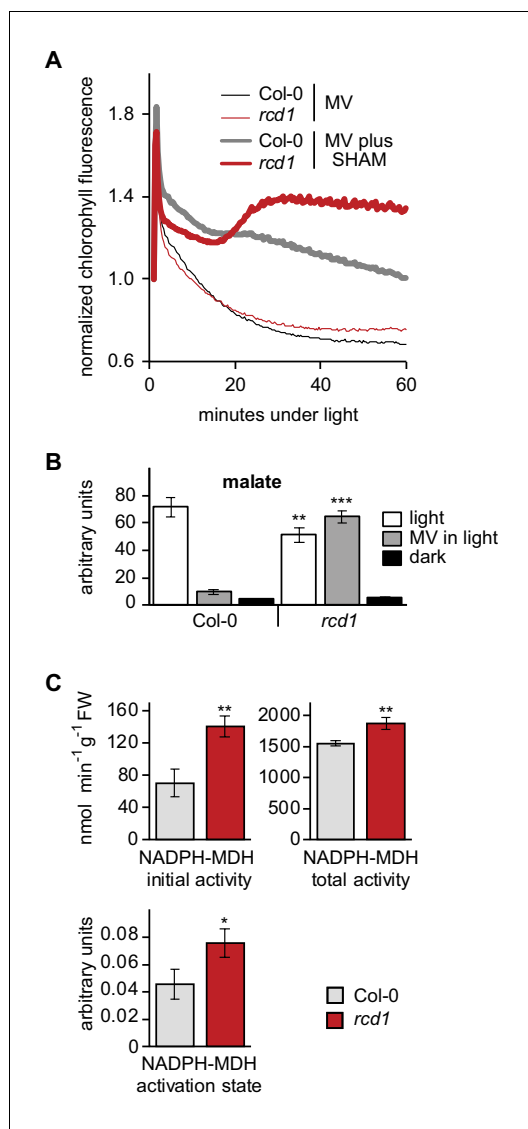 A
normalized chlorophyll fluorescence
1.8
1.4
1.0
0.6
Col-0
rcd1
MV
Col-0
rcd1
MV plus
SHAM
0 20 40 60
minutes under light
B
malate
arbitrary units
80
60
40
20
0
** ***
light
MV in light
dark
Col-0 rcd1
C
nmol min⁻¹ g⁻¹ FW
160
120
80
40
0
**
NADPH-MDH
initial activity
2000
1500
1000
500
0
**
NADPH-MDH
total activity
arbitrary units
0.08
0.06
0.04
0.02
0
*
NADPH-MDH
activation state
Col-0
rcd1